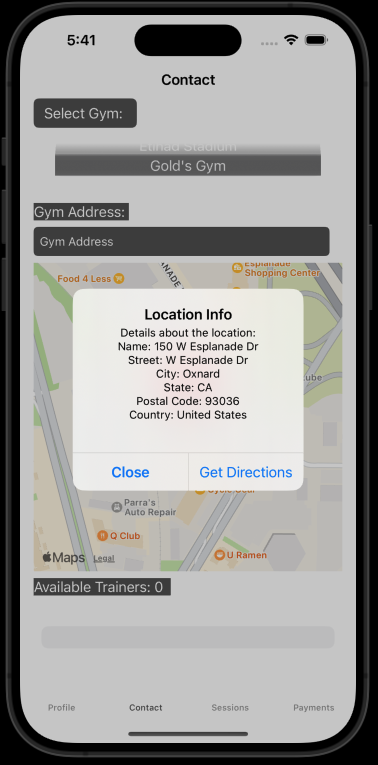 5:41
Contact
Select Gym:
Etihad Stadium
Gold's Gym
Gym Address:
Gym Address
Food 4 Less
Esplanade
Shopping Center
Location Info
Details about the location:
Name: 150 W Esplanade Dr
Street: W Esplanade Dr
City: Oxnard
State: CA
Postal Code: 93036
Country: United States
Close
Get Directions
Parra's
Auto Repair
Q Club
U Ramen
Maps
Legal
Available Trainers: 0
Profile
Contact
Sessions
Payments